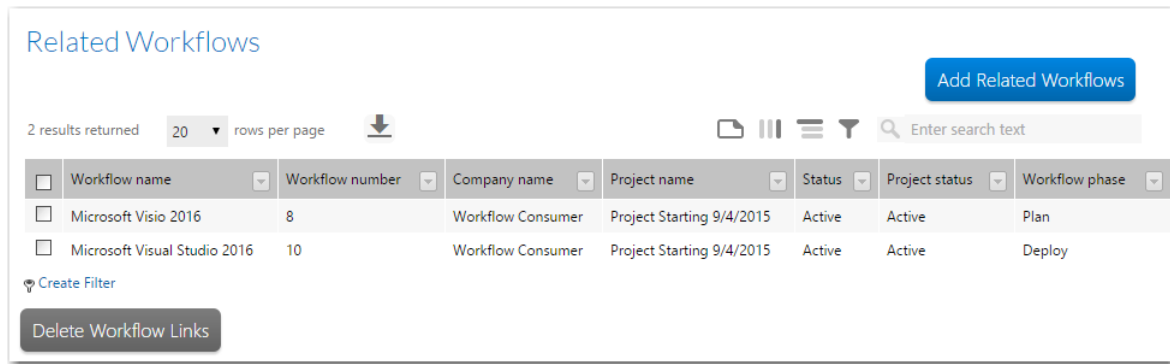 Related Workflows
Add Related Workflows
2 results returned 20 rows per page Enter search text
Workflow name Workflow number Company name Project name Status Project status Workflow phase
Microsoft Visio 2016 8 Workflow Consumer Project Starting 9/4/2015 Active Active Plan
Microsoft Visual Studio 2016 10 Workflow Consumer Project Starting 9/4/2015 Active Active Deploy
Create Filter
Delete Workflow Links